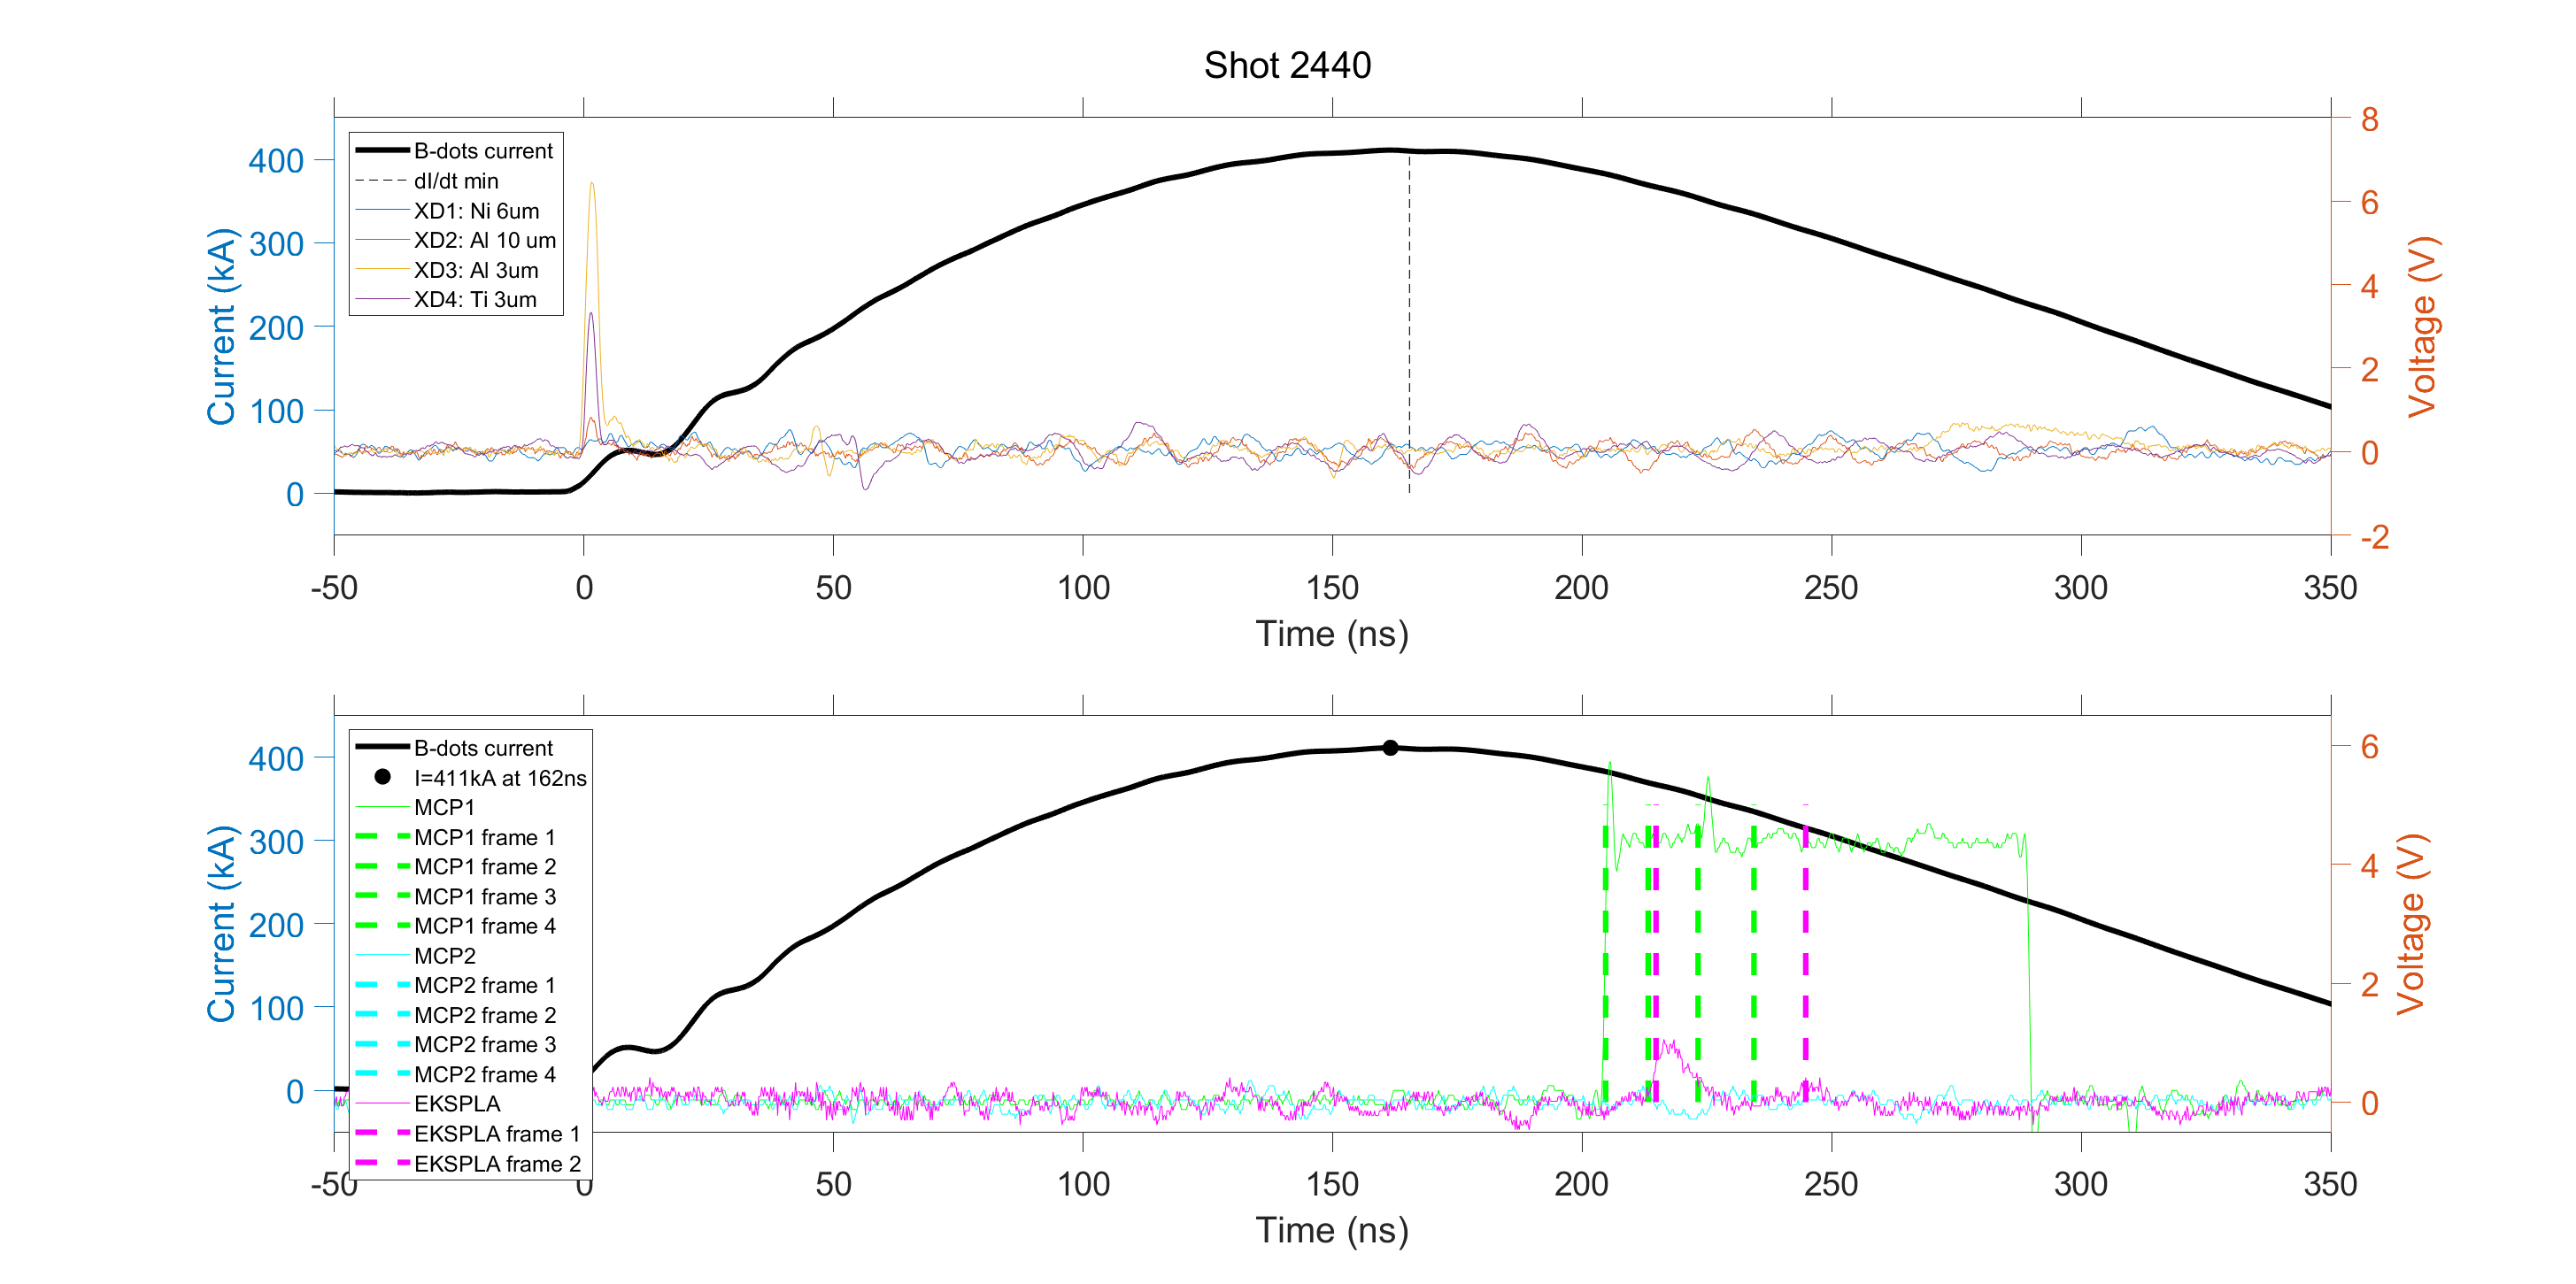 Shot 2440
B-dots current
dI/dt min
XD1: Ni 6um
XD2: Al 10 um
XD3: Al 3um
XD4: Ti 3um
400
300
200
100
0
Current (kA)
8
6
4
2
0
-2
Voltage (V)
-50 0 50 100 150 200 250 300 350
Time (ns)
B-dots current
I=411kA at 162ns
MCP1
MCP1 frame 1
MCP1 frame 2
MCP1 frame 3
MCP1 frame 4
MCP2
MCP2 frame 1
MCP2 frame 2
MCP2 frame 3
MCP2 frame 4
EKSPLA
EKSPLA frame 1
EKSPLA frame 2
400
300
200
100
0
Current (kA)
6
4
2
0
Voltage (V)
-50 0 50 100 150 200 250 300 350
Time (ns)